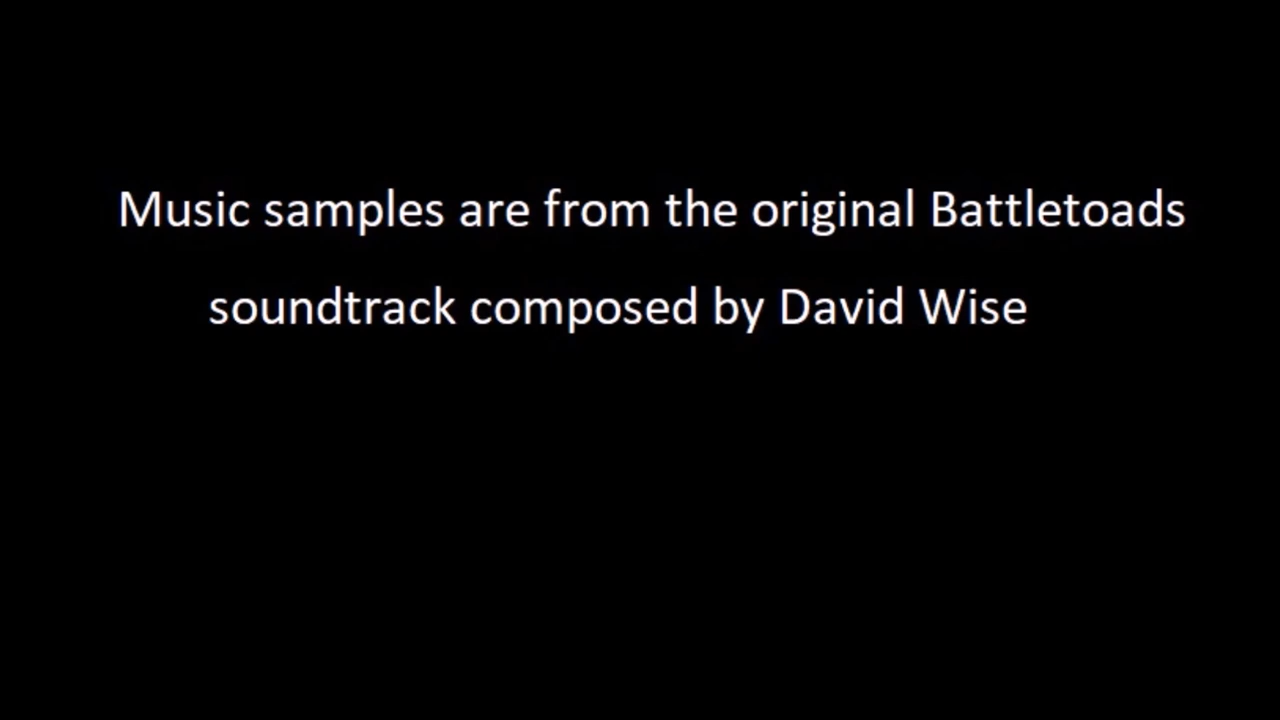 Music samples are from the original Battletoads
soundtrack composed by David Wise